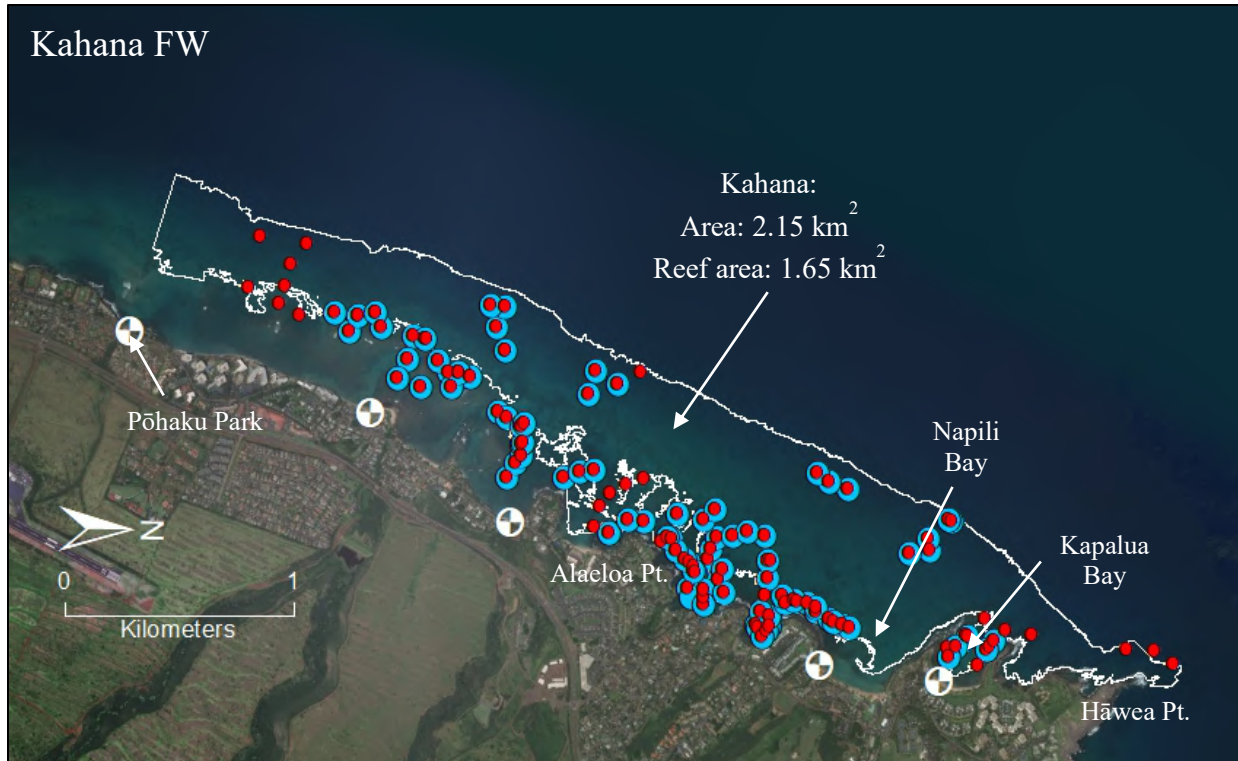 Kahana FW
Kahana:
Area: 2.15 km2
Reef area: 1.65 km2
Pōhaku Park
Napili
Bay
Kapalua
Bay
Alaeloa Pt.
N
0 1
Kilometers
Hāwea Pt.